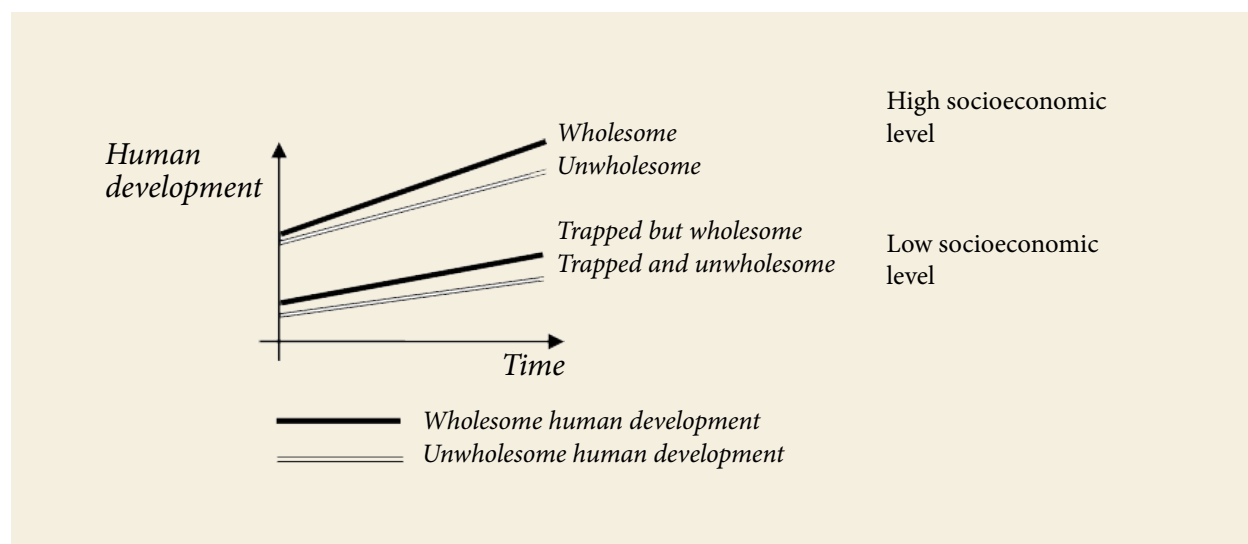 High socioeconomic
level
Human
development
Wholesome
Unwholesome
Trapped but wholesome
Trapped and unwholesome
Low socioeconomic
level
Time
Wholesome human development
Unwholesome human development